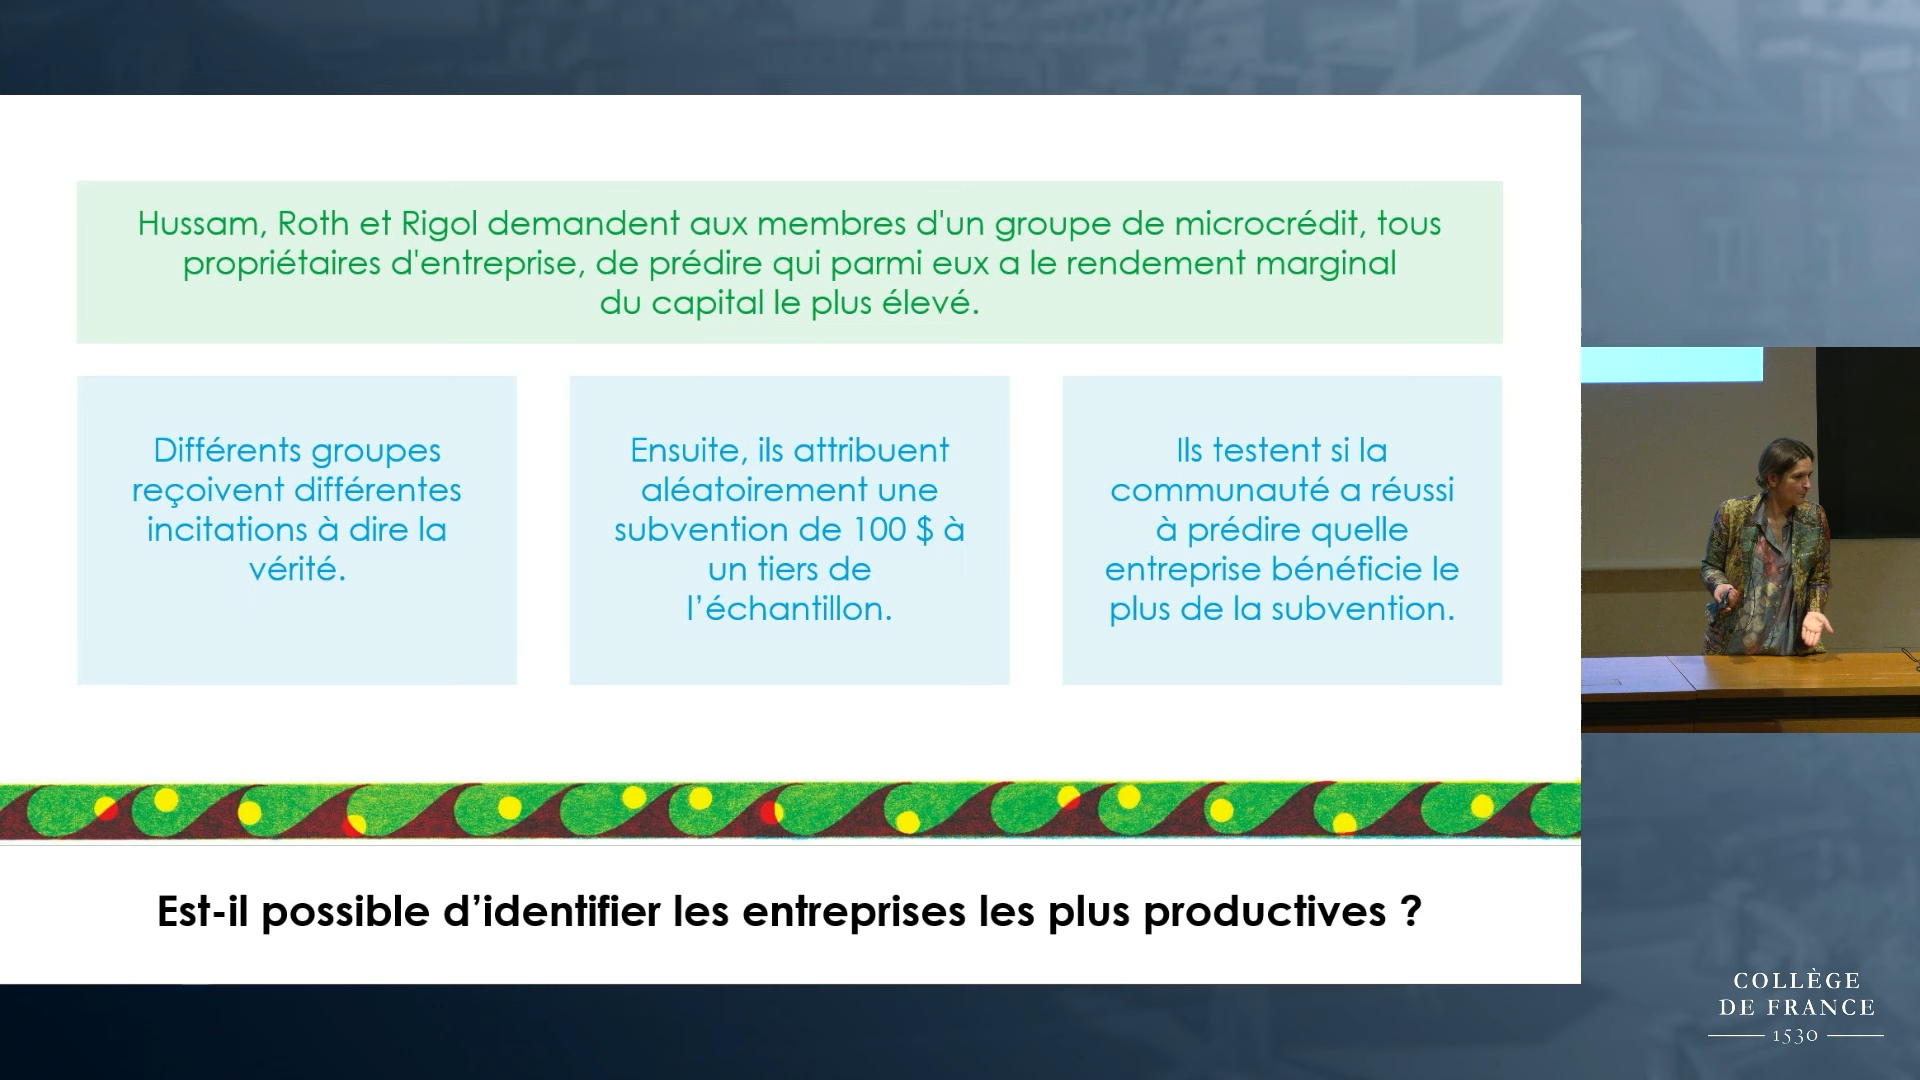 Hussam, Roth et Rigol demandent aux membres d'un groupe de microcrédit, tous
propriétaires d'entreprise, de prédire qui parmi eux a le rendement marginal
du capital le plus élevé.
Différents groupes
reçoivent différentes
incitations à dire la
vérité.
Ensuite, ils attribuent
aléatoirement une
subvention de 100 $ à
un tiers de
l’échantillon.
Ils testent si la
communauté a réussi
à prédire quelle
entreprise bénéficie le
plus de la subvention.
Est-il possible d’identifier les entreprises les plus productives ?
COLLÈGE
DE FRANCE
1530